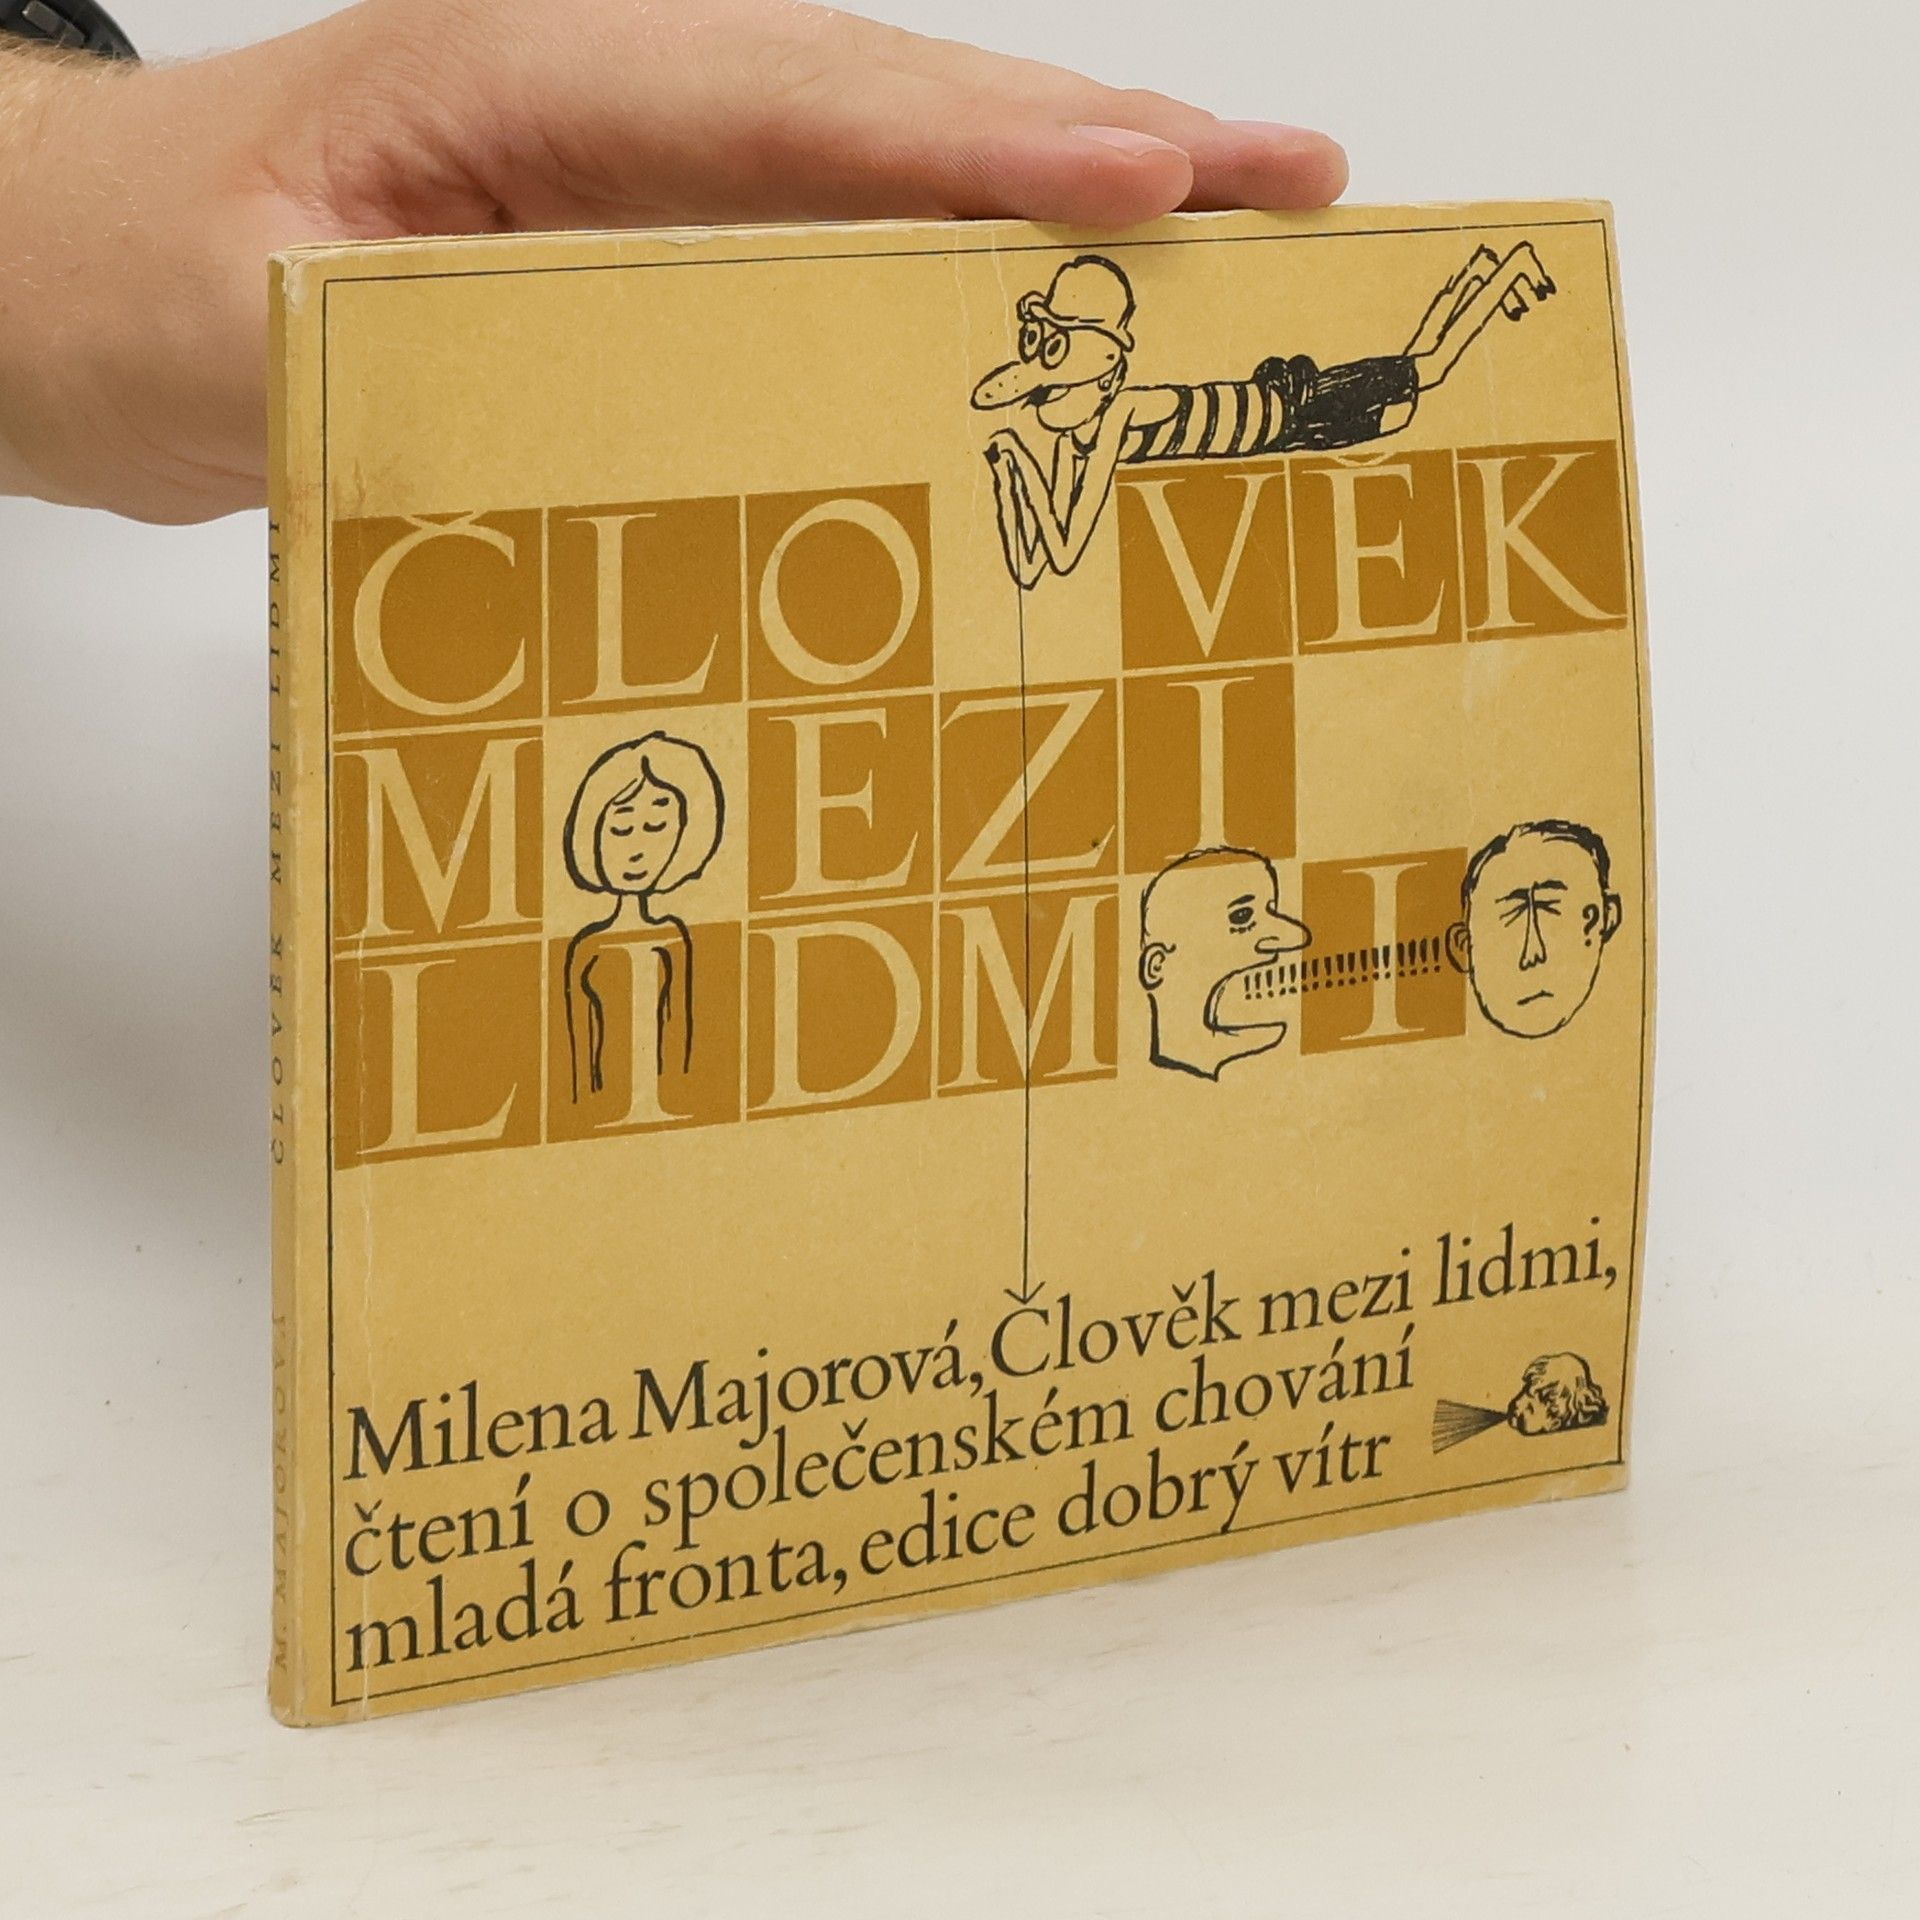 ČLOVĚK
MEZI
LIDMI
!!!!!!!!!!!!!!!!!!
?
Milena Majorová, Člověk mezi lidmi,
čtení o společenském chování
mladá fronta, edice dobrý vítr
M. MAJOROVÁ ČLOVĚK MEZI LIDMI